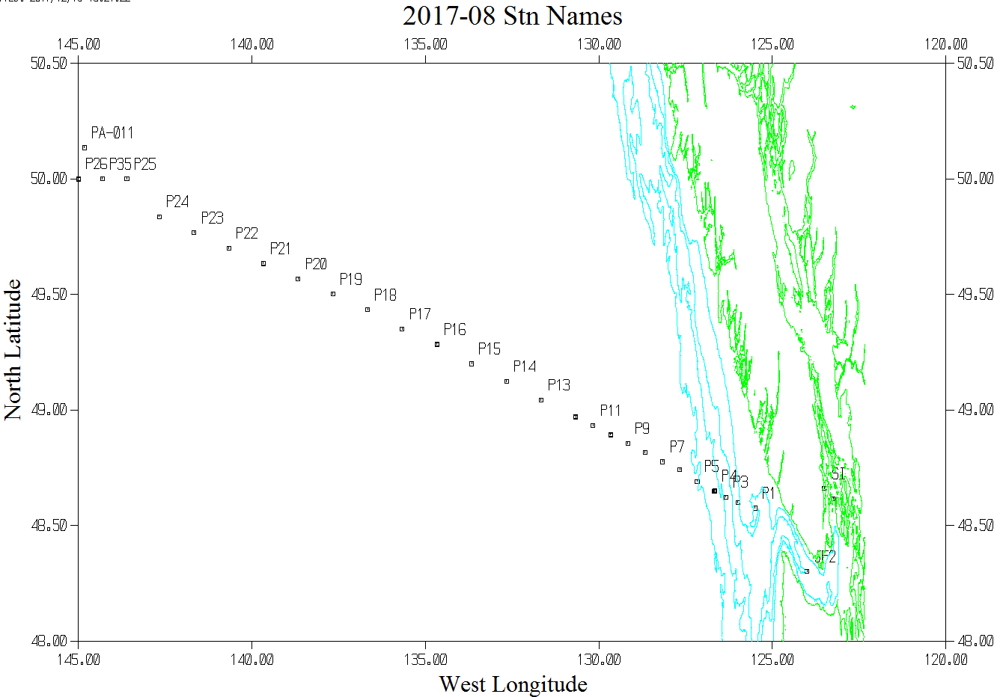 2017-08 Stn Names
145.00 140.00 135.00 130.00 125.00 120.00
50.50 50.50
PA-011
P26 P35 P25
50.00 50.00
P24
P23
P22
P21
P20
P19
49.50 49.50
P18
P17
P16
P15
P14
P13
49.00 49.00
P11
P9
P7
P5
P4
P3
P1
SI
48.50 48.50
JF2
48.00 48.00
145.00 140.00 135.00 130.00 125.00 120.00
West Longitude
North Latitude